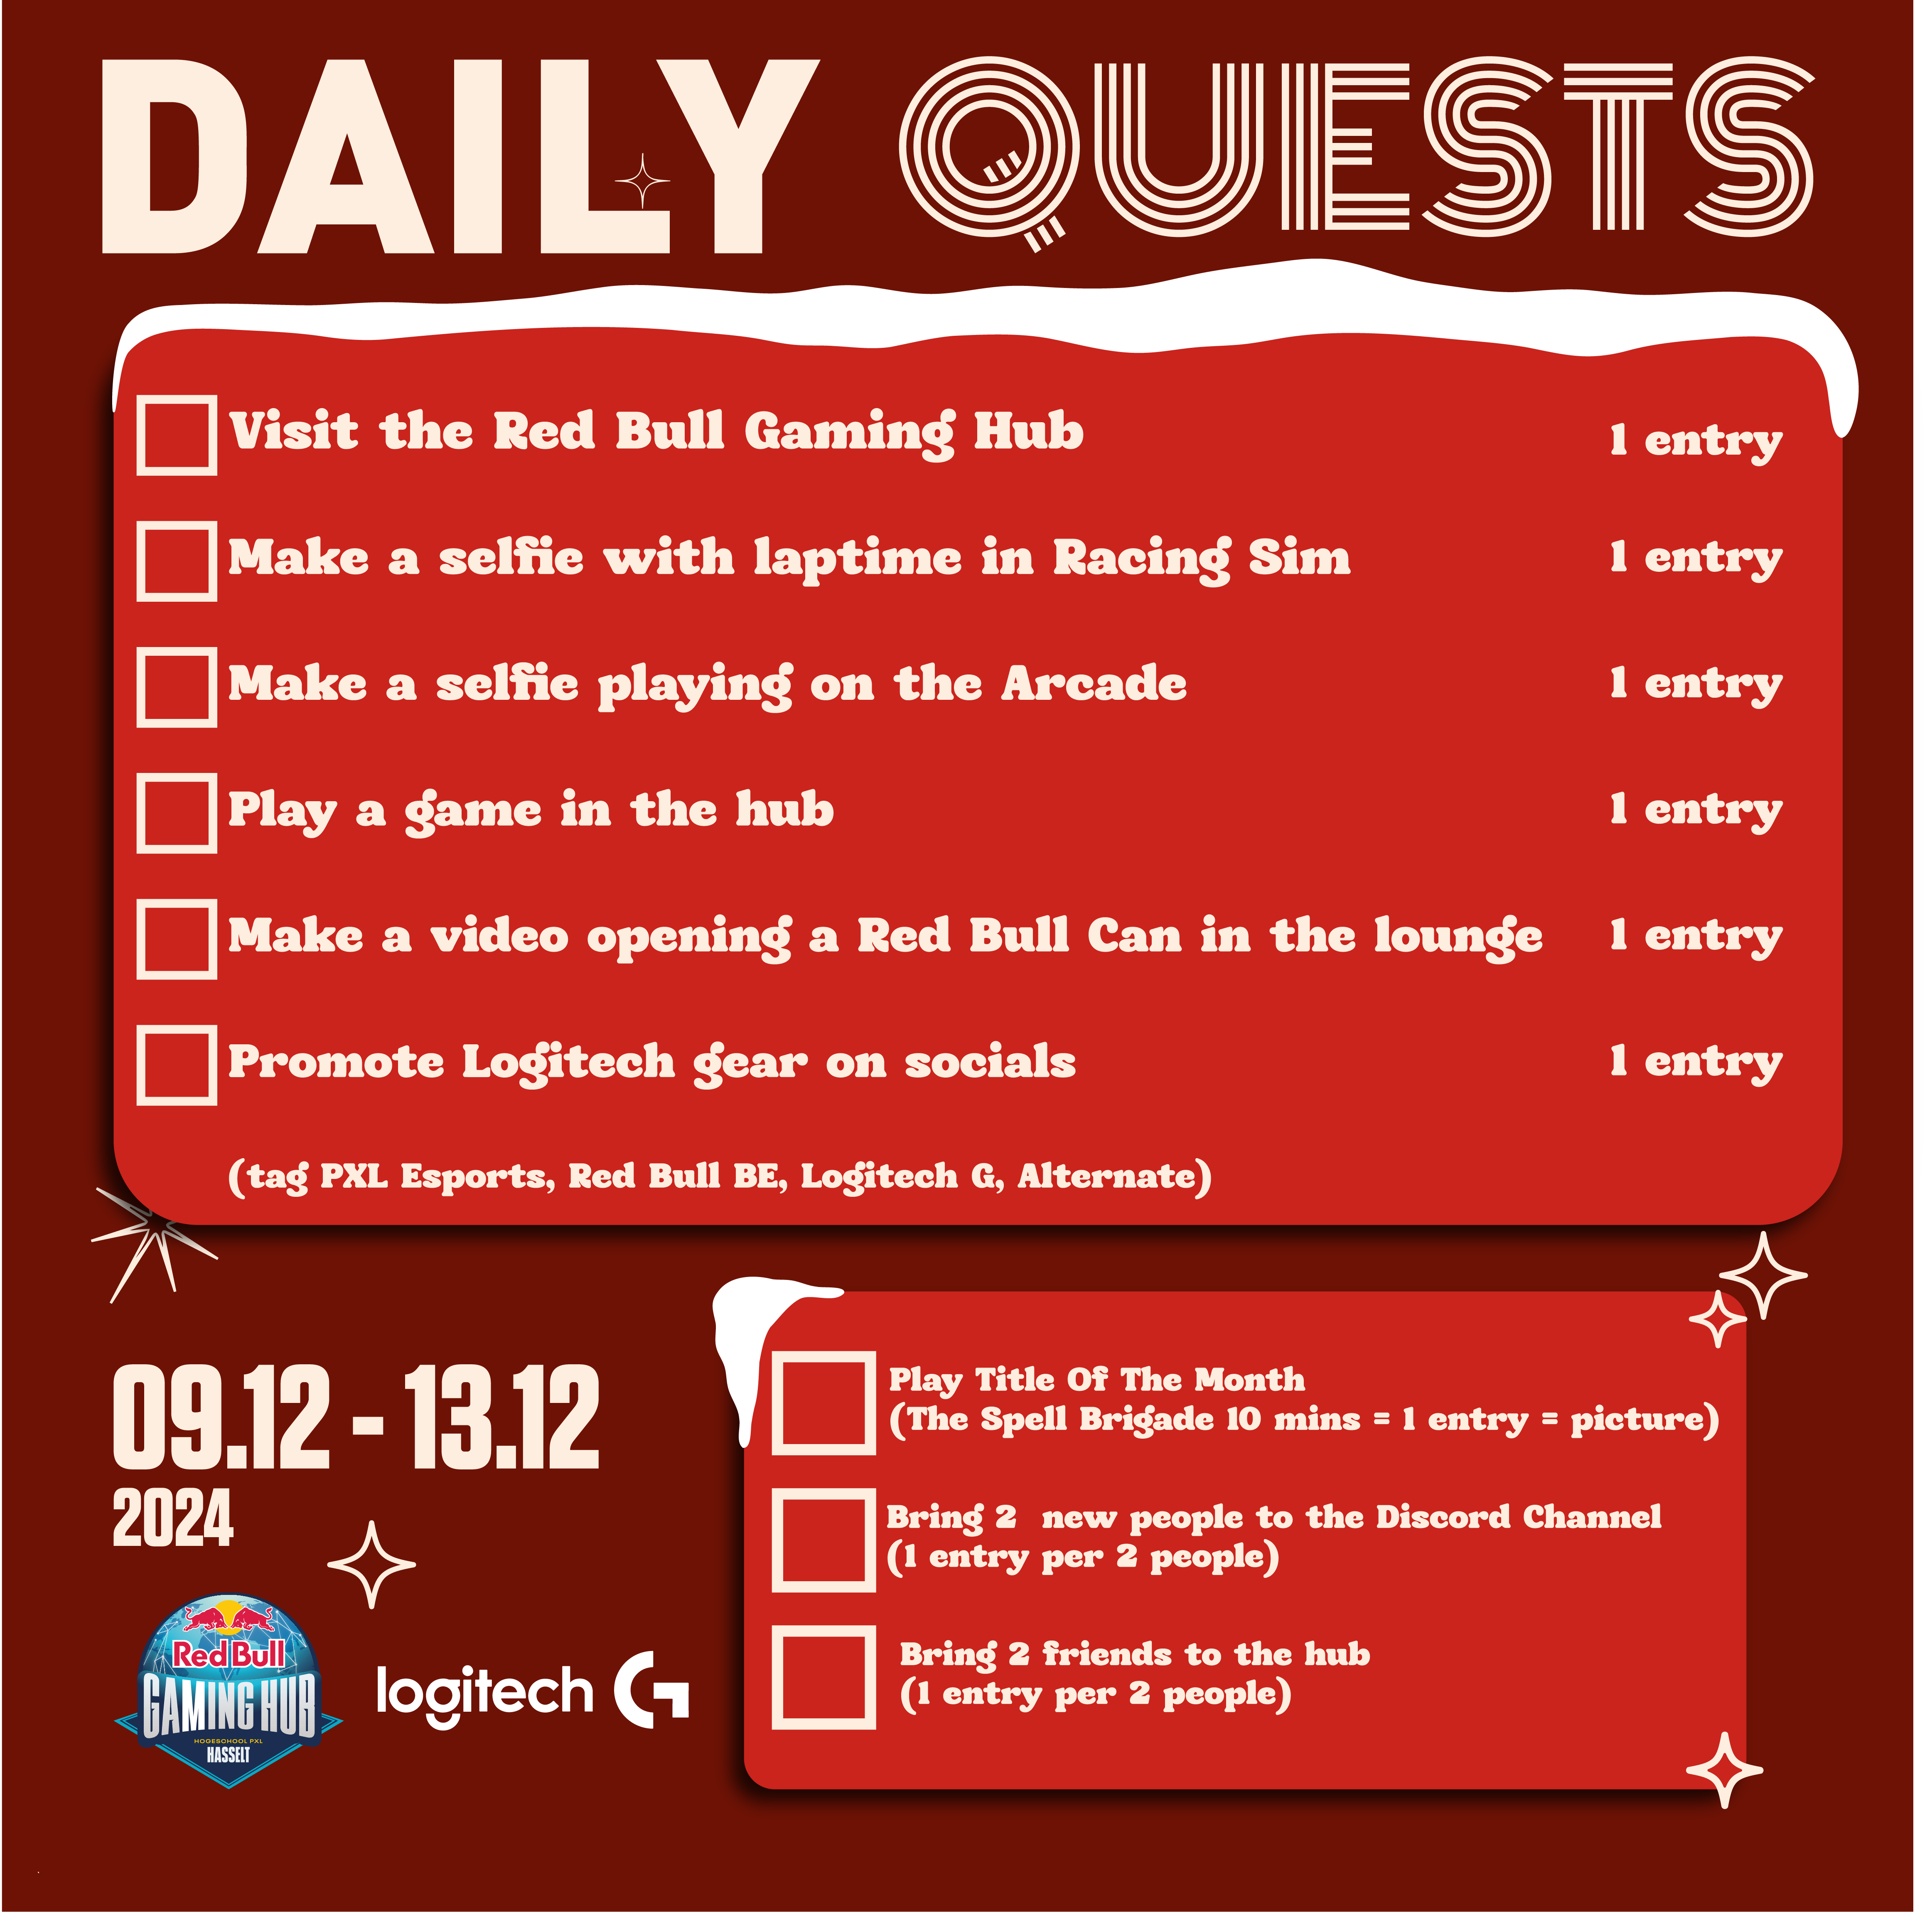 DAILY QUESTS
Visit the Red Bull Gaming Hub 1 entry
Make a selfie with laptime in Racing Sim 1 entry
Make a selfie playing on the Arcade 1 entry
Play a game in the hub 1 entry
Make a video opening a Red Bull Can in the lounge 1 entry
Promote Logitech gear on socials 1 entry
(tag PXL Esports, Red Bull BE, Logitech G, Alternate)
09.12 - 13.12
2024
Play Title Of The Month
(The Spell Brigade 10 mins = 1 entry = picture)
Bring 2 new people to the Discord Channel
(1 entry per 2 people)
Bring 2 friends to the hub
(1 entry per 2 people)
Red Bull
GAMING HUB
HOGESCHOOL PXL
HASSELT
logitech G